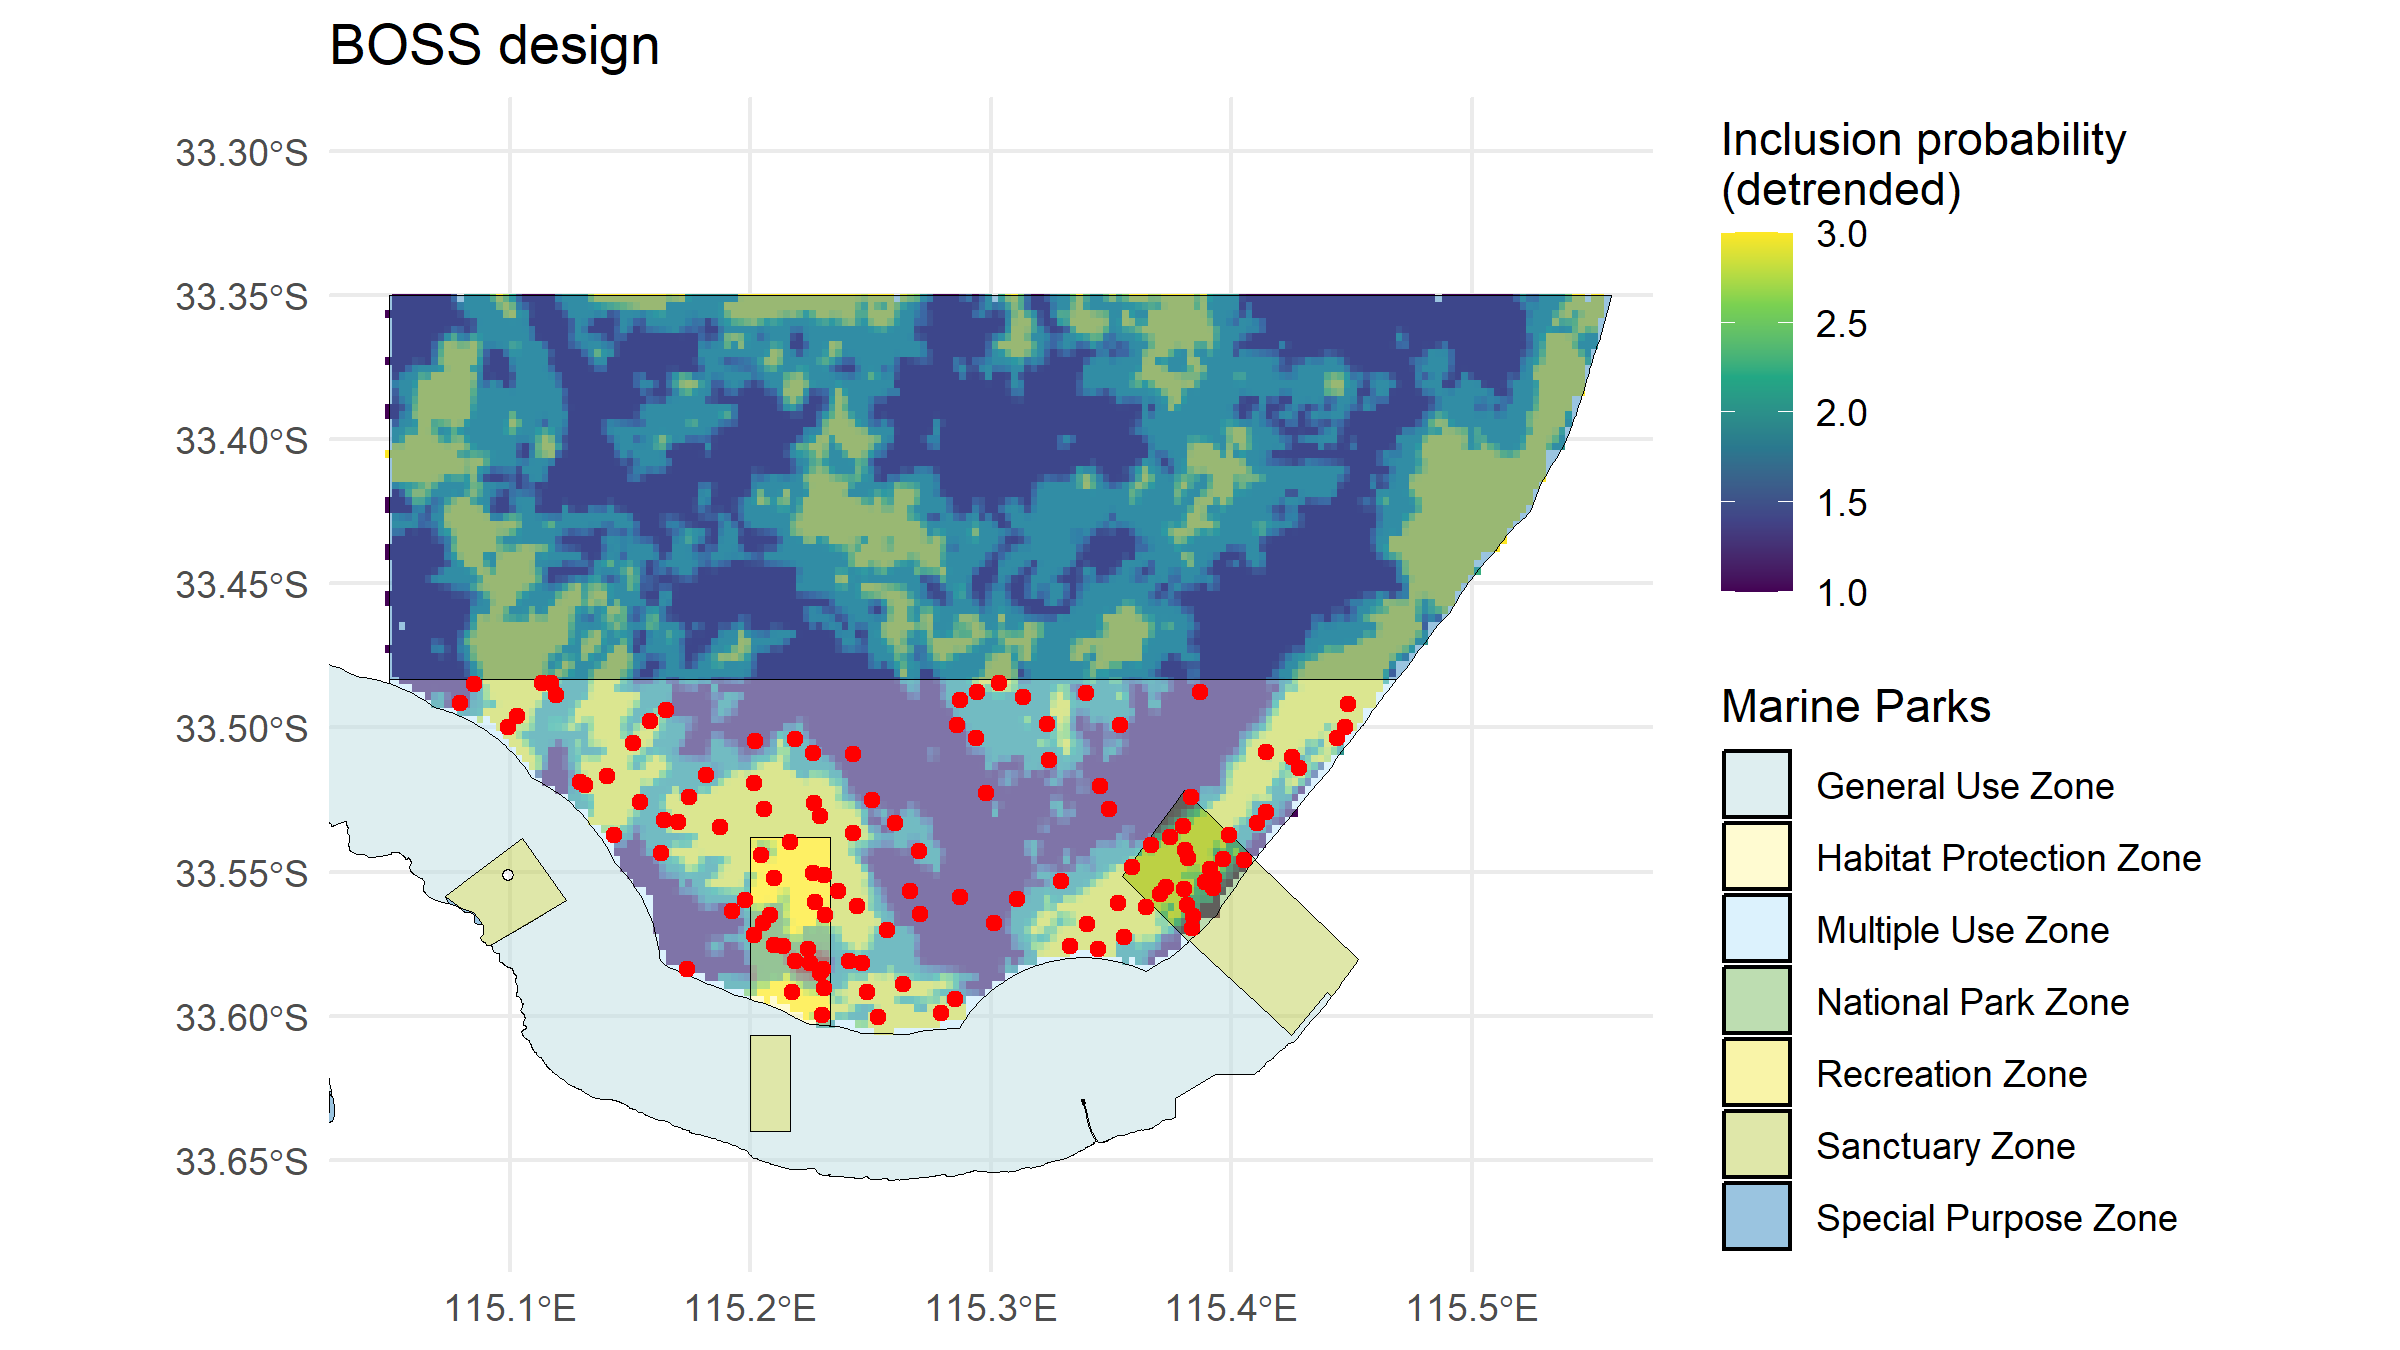 BOSS design
33.30°S
33.35°S
33.40°S
33.45°S
33.50°S
33.55°S
33.60°S
33.65°S
115.1°E
115.2°E
115.3°E
115.4°E
115.5°E
Inclusion probability
(detrended)
3.0
2.5
2.0
1.5
1.0
Marine Parks
General Use Zone
Habitat Protection Zone
Multiple Use Zone
National Park Zone
Recreation Zone
Sanctuary Zone
Special Purpose Zone